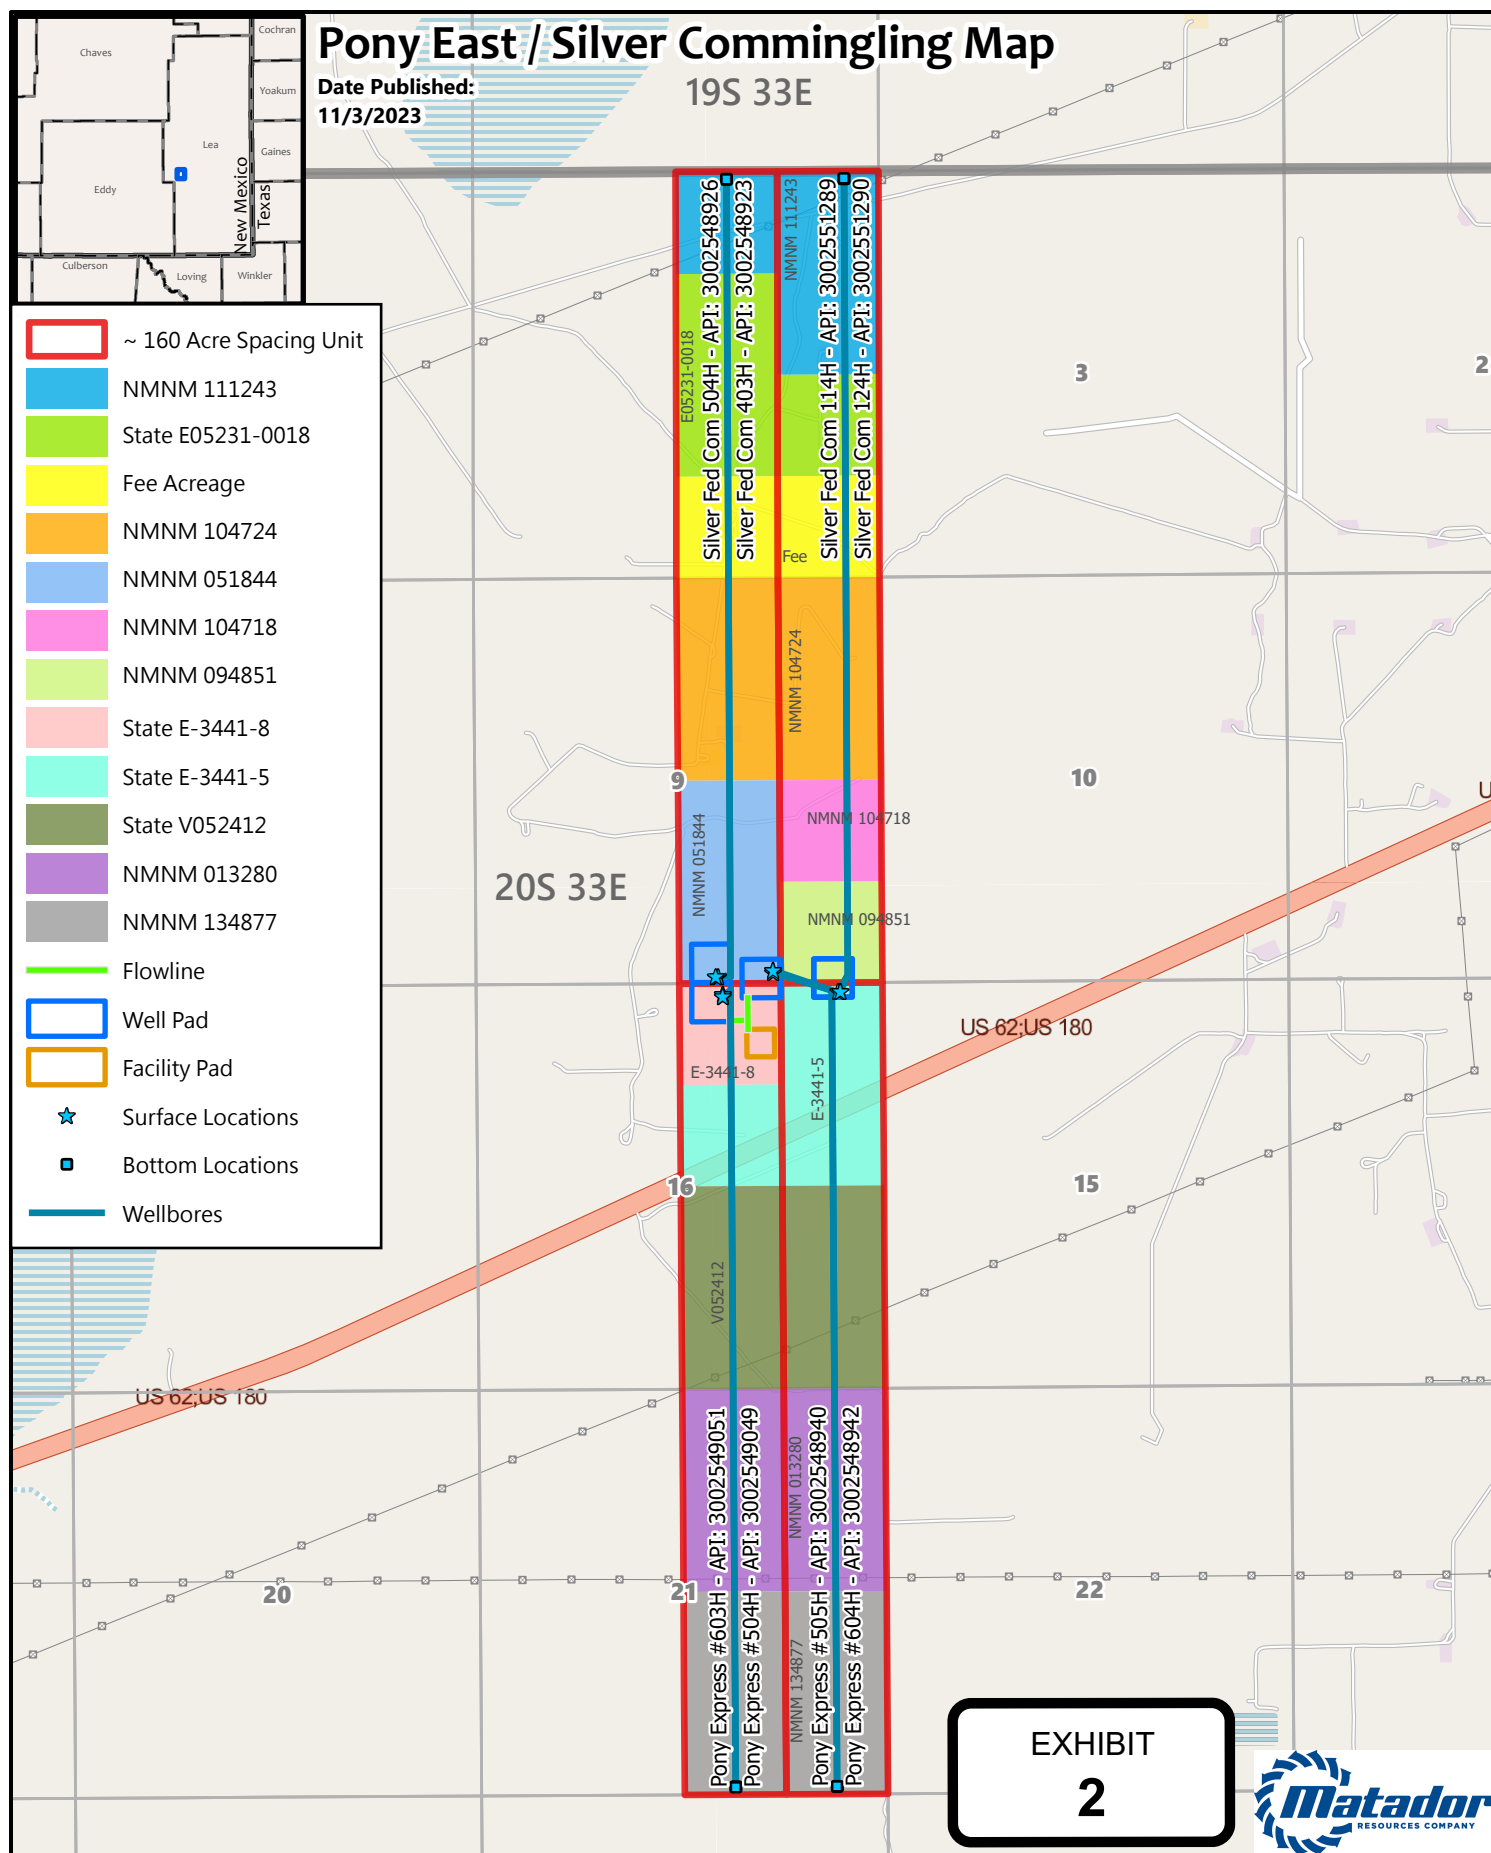 Pony East / Silver Commingling Map
Date Published:
11/3/2023
19S 33E
Chaves
Cochran
Yoakum
Lea
Gaines
Eddy
New Mexico
Texas
Culberson
Loving
Winkler
~ 160 Acre Spacing Unit
NMNM 111243
State E05231-0018
Fee Acreage
NMNM 104724
NMNM 051844
NMNM 104718
NMNM 094851
State E-3441-8
State E-3441-5
State V052412
NMNM 013280
NMNM 134877
Flowline
Well Pad
Facility Pad
Surface Locations
Bottom Locations
Wellbores
Silver Fed Com 504H - API: 3002548926
Silver Fed Com 403H - API: 3002548923
NMNM 111243
Silver Fed Com 114H - API: 3002551289
Silver Fed Com 124H - API: 3002551290
E05231-0018
3
2
Fee
NMNM 104724
9
10
NMNM 051844
NMNM 104718
20S 33E
NMNM 094851
U
US 62;US 180
E-3441-8
E-3441-5
16
15
V052412
US 62;US 180
Pony Express #603H - API: 3002549051
Pony Express #504H - API: 3002549049
NMNM 013280
Pony Express #505H - API: 3002548940
Pony Express #604H - API: 3002548942
20
21
22
NMNM 134877
EXHIBIT
2
Matador
RESOURCES COMPANY